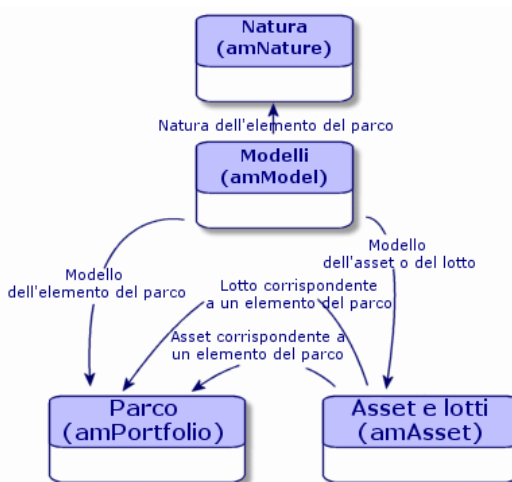 Natura
(amNature)
Natura dell'elemento del parco
Modelli
(amModel)
Modello
dell'asset o del lotto
Modello
dell'elemento del parco
Lotto corrispondente
a un elemento del parco
Asset corrispondente a
un elemento del parco
Parco
(amPortfolio)
Asset e lotti
(amAsset)